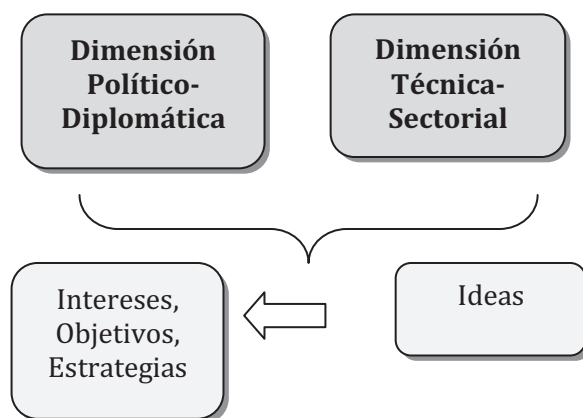 Dimensión
Político-
Diplomática
Dimensión
Técnica-
Sectorial
Intereses,
Objetivos,
Estrategias
Ideas